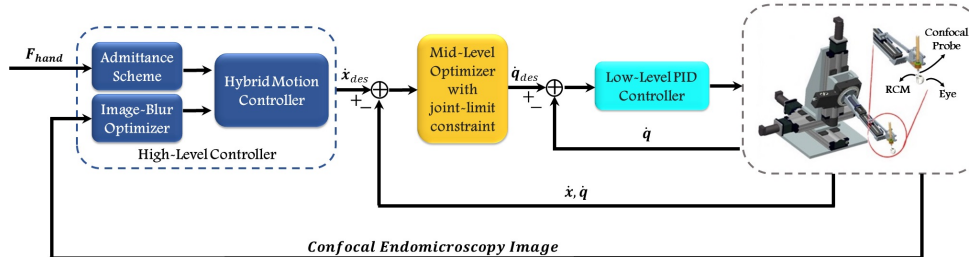 F_hand
Admittance
Scheme
Image-Blur
Optimizer
Hybrid Motion
Controller
High-Level Controller
ẋ_des
+
−
Mid-Level
Optimizer
with
joint-limit
constraint
q̇_des
+
−
Low-Level PID
Controller
q̇
ẋ, q̇
Confocal
Probe
RCM
Eye
Confocal Endomicroscopy Image